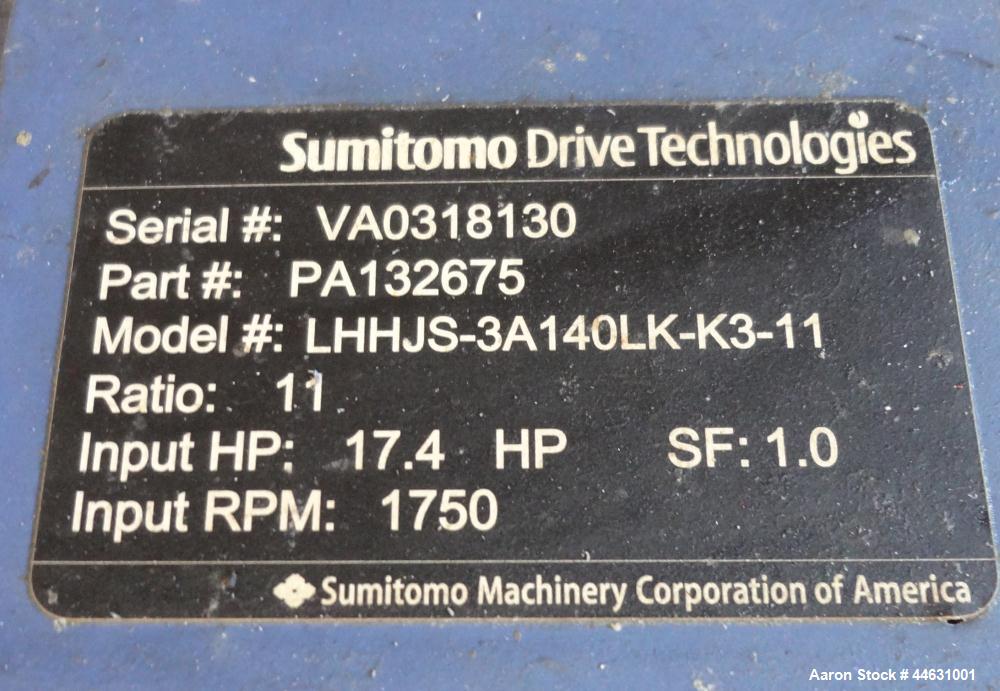 Sumitomo Drive Technologies
Serial #: VA0318130
Part #: PA132675
Model #: LHHJS-3A140LK-K3-11
Ratio: 11
Input HP: 17.4 HP SF: 1.0
Input RPM: 1750
Sumitomo Machinery Corporation of America
Aaron Stock # 44631001